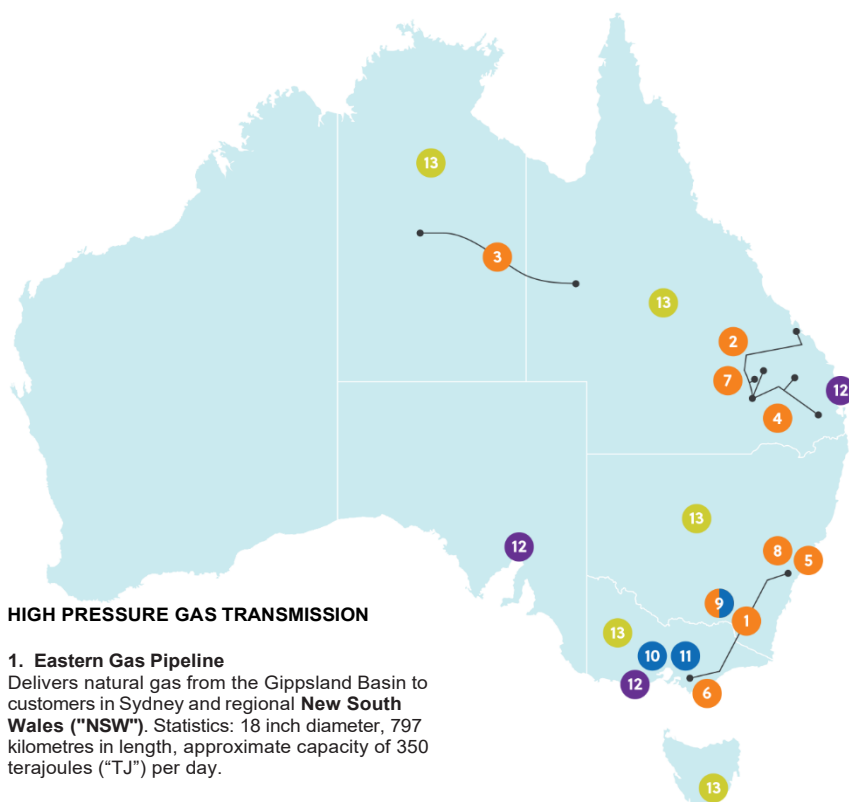 13
3
13
2
7
12
4
13
12
8
5
9
1
13
10
11
12
6
13
HIGH PRESSURE GAS TRANSMISSION
1. Eastern Gas Pipeline
Delivers natural gas from the Gippsland Basin to
customers in Sydney and regional New South
Wales ("NSW"). Statistics: 18 inch diameter, 797
kilometres in length, approximate capacity of 350
terajoules (“TJ”) per day.